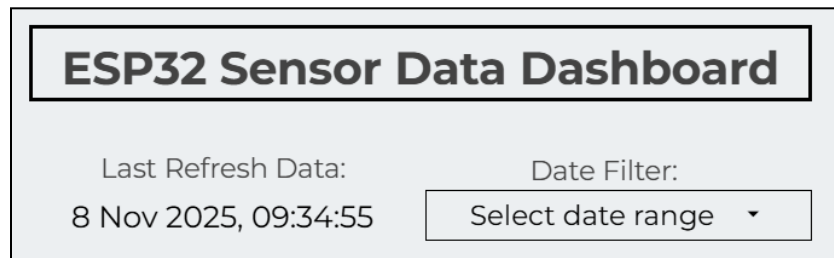 ESP32 Sensor Data Dashboard
Last Refresh Data:
8 Nov 2025, 09:34:55
Date Filter:
Select date range